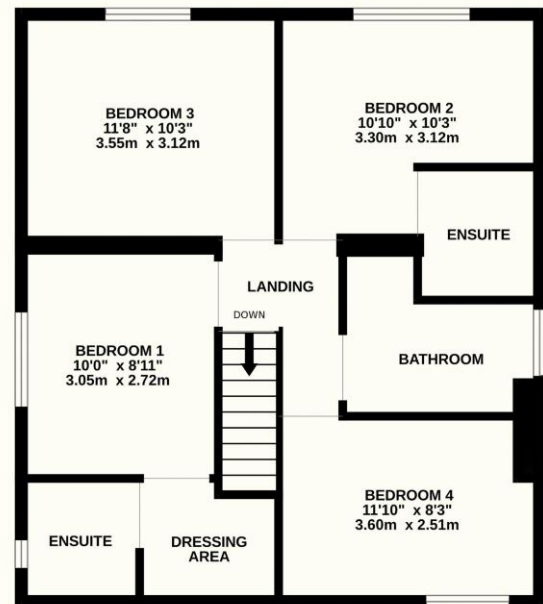 BEDROOM 3
11'8" x 10'3"
3.55m x 3.12m
BEDROOM 2
10'10" x 10'3"
3.30m x 3.12m
ENSUITE
LANDING
DOWN
BEDROOM 1
10'0" x 8'11"
3.05m x 2.72m
BATHROOM
BEDROOM 4
11'10" x 8'3"
3.60m x 2.51m
ENSUITE
DRESSING
AREA